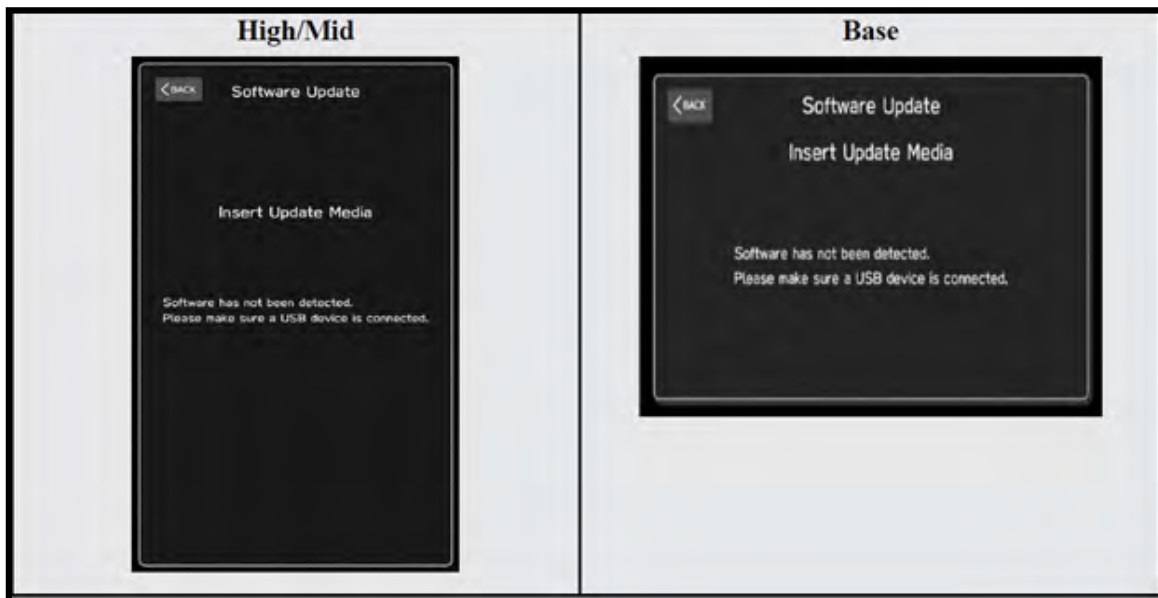 High/Mid
BACK
Software Update
Insert Update Media
Software has not been detected.
Please make sure a USB device is connected.
Base
BACK
Software Update
Insert Update Media
Software has not been detected.
Please make sure a USB device is connected.